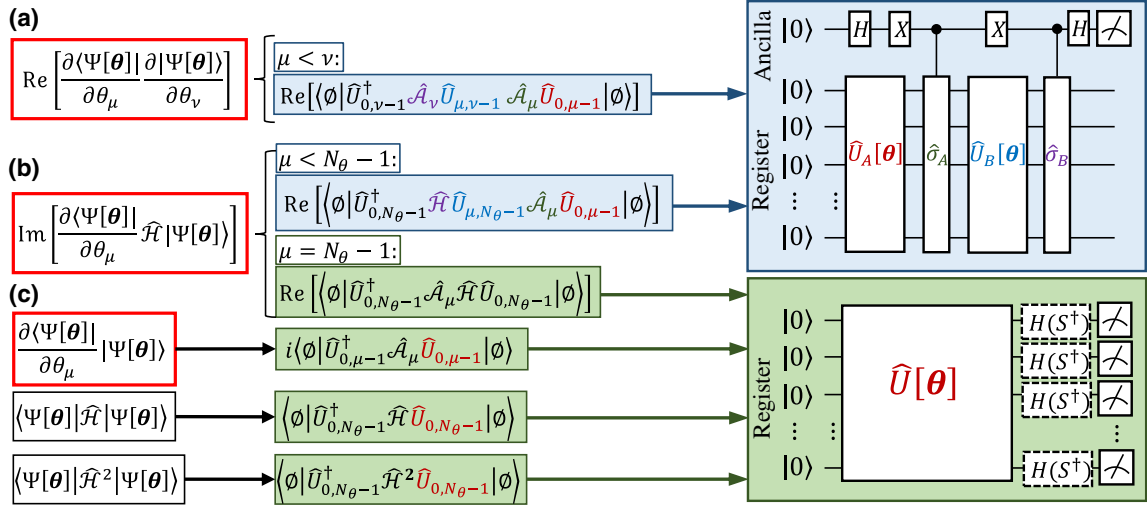 (a)
Re [∂⟨Ψ[θ]| / ∂θ_μ ∂|Ψ[θ]⟩ / ∂θ_ν]
μ < ν:
Re[⟨∅|Û†_{0,ν−1} 𝒜̂_ν Û_{μ,ν−1} 𝒜̂_μ Û_{0,μ−1}|∅⟩]
(b)
Im [∂⟨Ψ[θ]| / ∂θ_μ ℋ̂|Ψ[θ]⟩]
μ < N_θ − 1:
Re [⟨∅|Û†_{0,N_θ−1} ℋ̂ Û_{μ,N_θ−1} 𝒜̂_μ Û_{0,μ−1}|∅⟩]
μ = N_θ − 1:
Re [⟨∅|Û†_{0,N_θ−1} 𝒜̂_μ ℋ̂ Û_{0,N_θ−1}|∅⟩]
(c)
∂⟨Ψ[θ]| / ∂θ_μ |Ψ[θ]⟩
i⟨∅|Û†_{0,μ−1} 𝒜̂_μ Û_{0,μ−1}|∅⟩
⟨Ψ[θ]|ℋ̂|Ψ[θ]⟩
⟨∅|Û†_{0,N_θ−1} ℋ̂ Û_{0,N_θ−1}|∅⟩
⟨Ψ[θ]|ℋ̂²|Ψ[θ]⟩
⟨∅|Û†_{0,N_θ−1} ℋ̂² Û_{0,N_θ−1}|∅⟩
Ancilla
|0⟩ H X X H
Register
|0⟩
|0⟩
|0⟩
Û_A[θ] σ̂_A Û_B[θ] σ̂_B
⋮ ⋮ ⋮
|0⟩
Register
|0⟩ H(S†)
|0⟩ H(S†)
Û[θ]
|0⟩ H(S†)
⋮ ⋮ ⋮
|0⟩ H(S†)